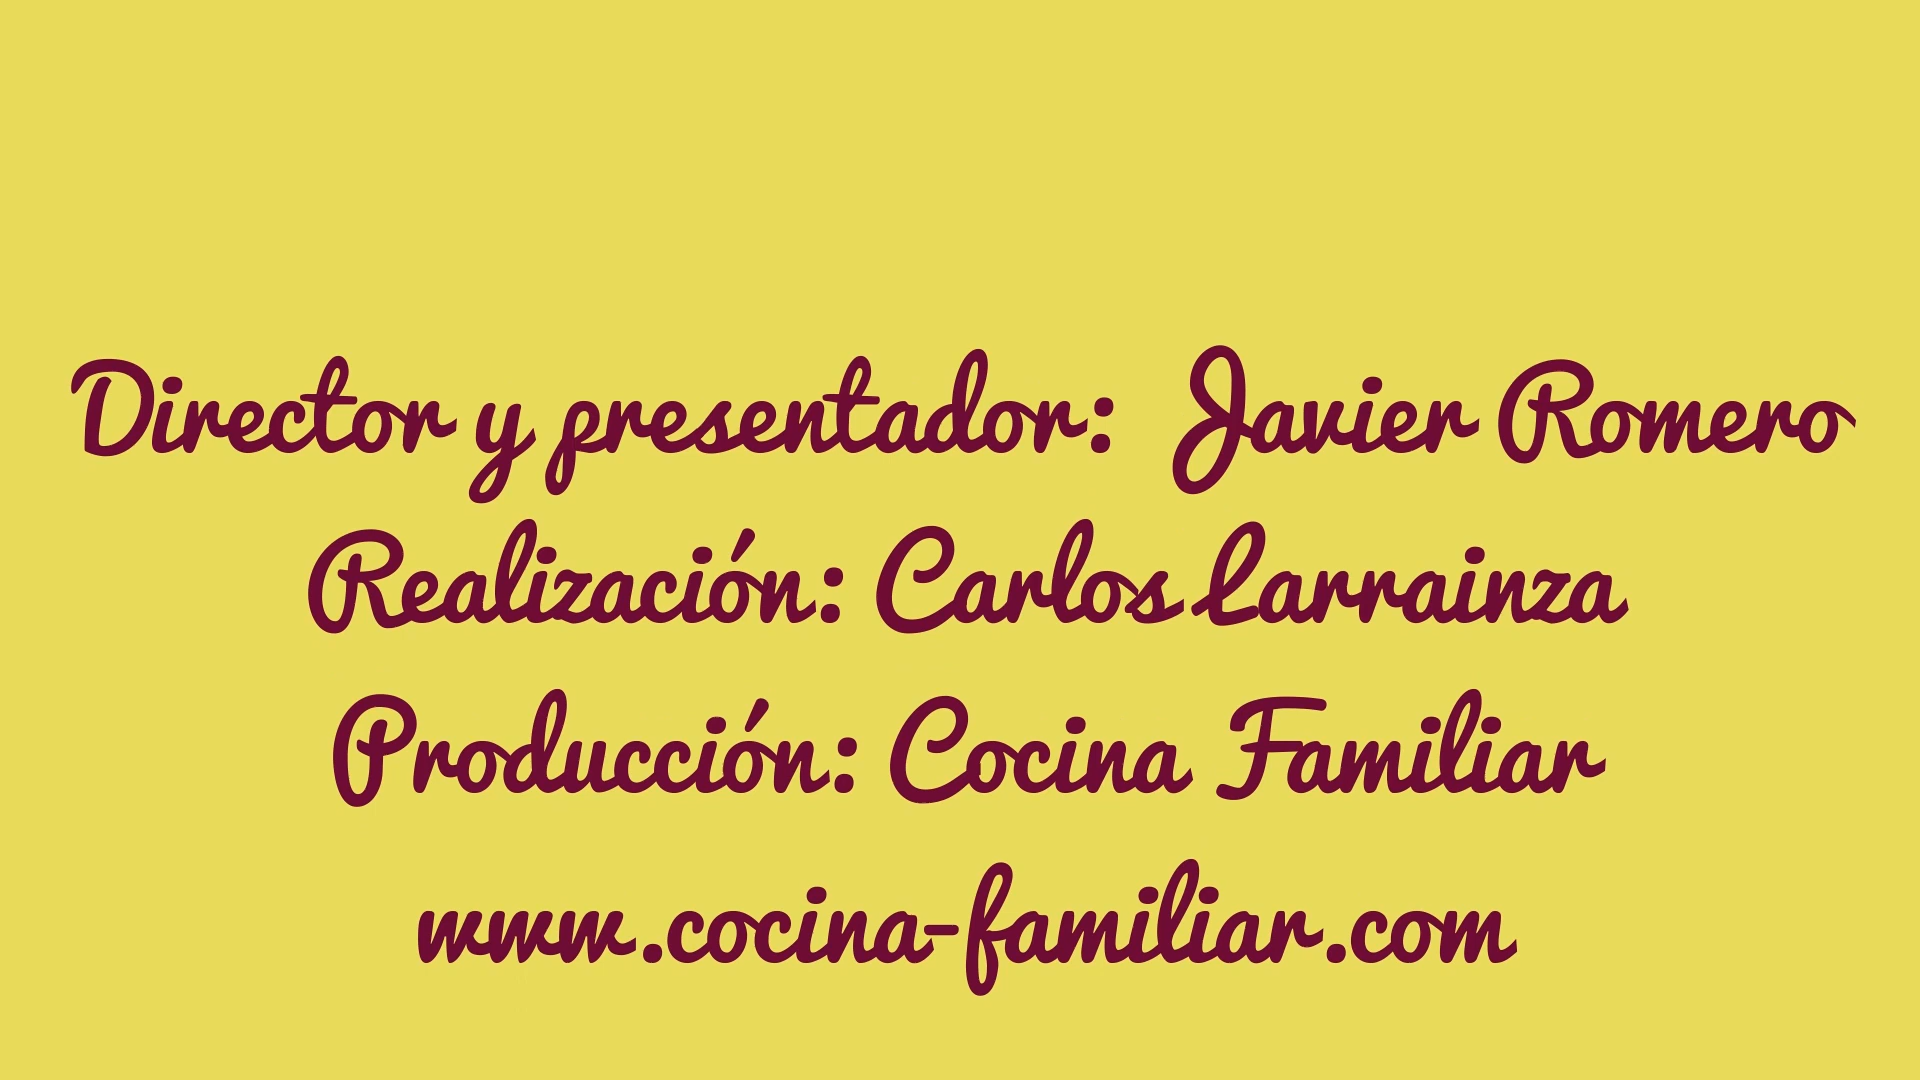 Director y presentador: Javier Romero
Realización: Carlos Larrainza
Producción: Cocina Familiar
www.cocina-familiar.com